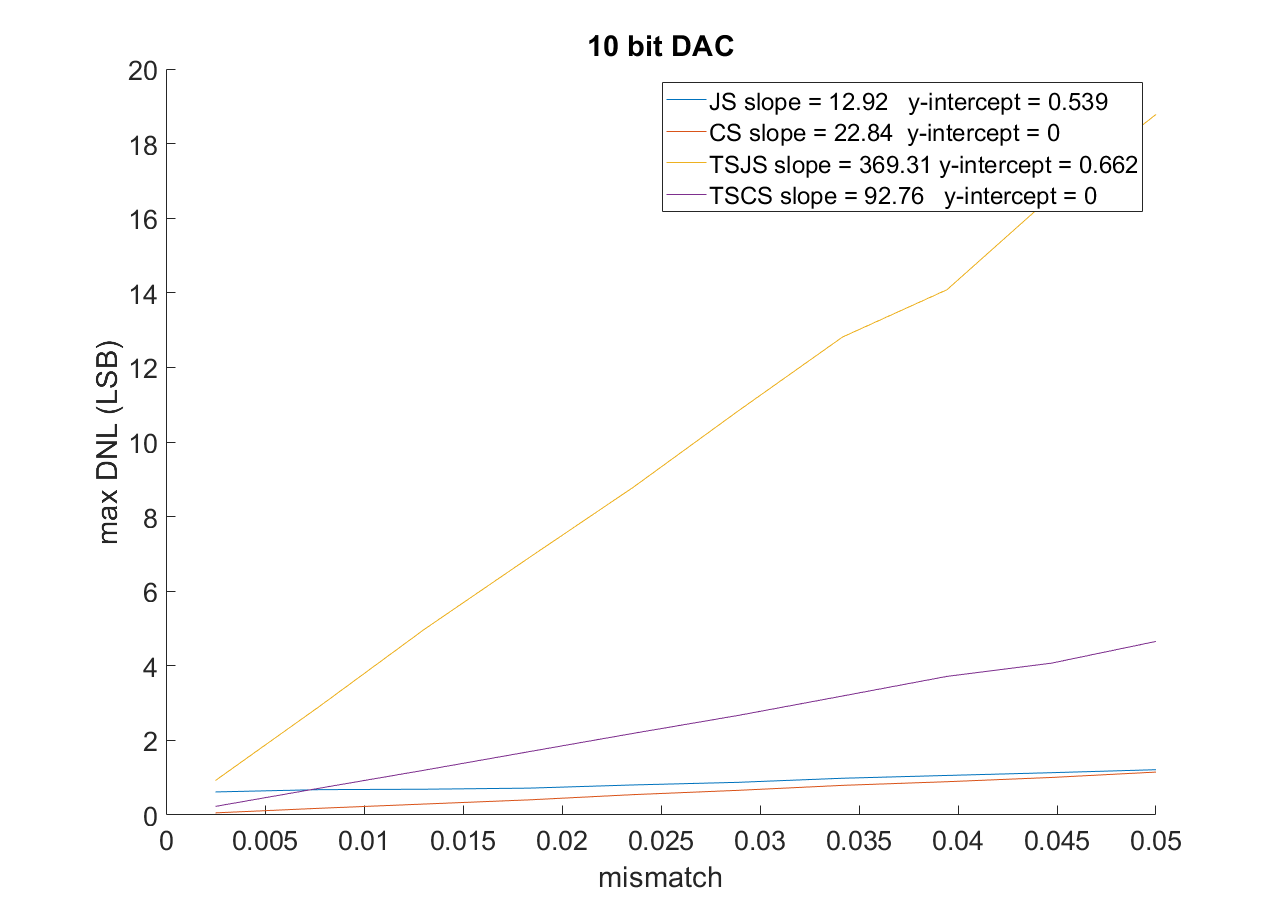 10 bit DAC
JS slope = 12.92 y-intercept = 0.539
CS slope = 22.84 y-intercept = 0
TSJS slope = 369.31 y-intercept = 0.662
TSCS slope = 92.76 y-intercept = 0
max DNL (LSB)
20
18
16
14
12
10
8
6
4
2
0
0 0.005 0.01 0.015 0.02 0.025 0.03 0.035 0.04 0.045 0.05
mismatch